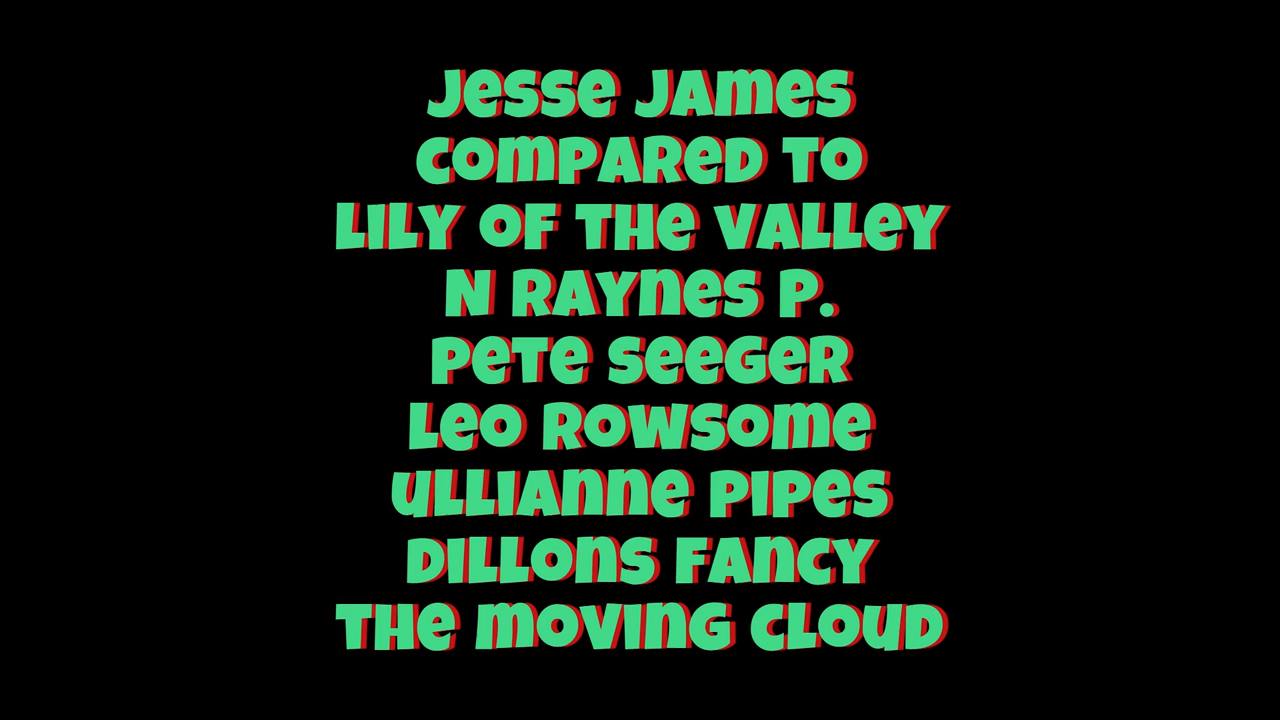 Jesse James
compared to
Lily of the Valley
N Raynes P.
Pete Seeger
Leo Rowsome
ullianne Pipes
Dillons Fancy
The Moving Cloud